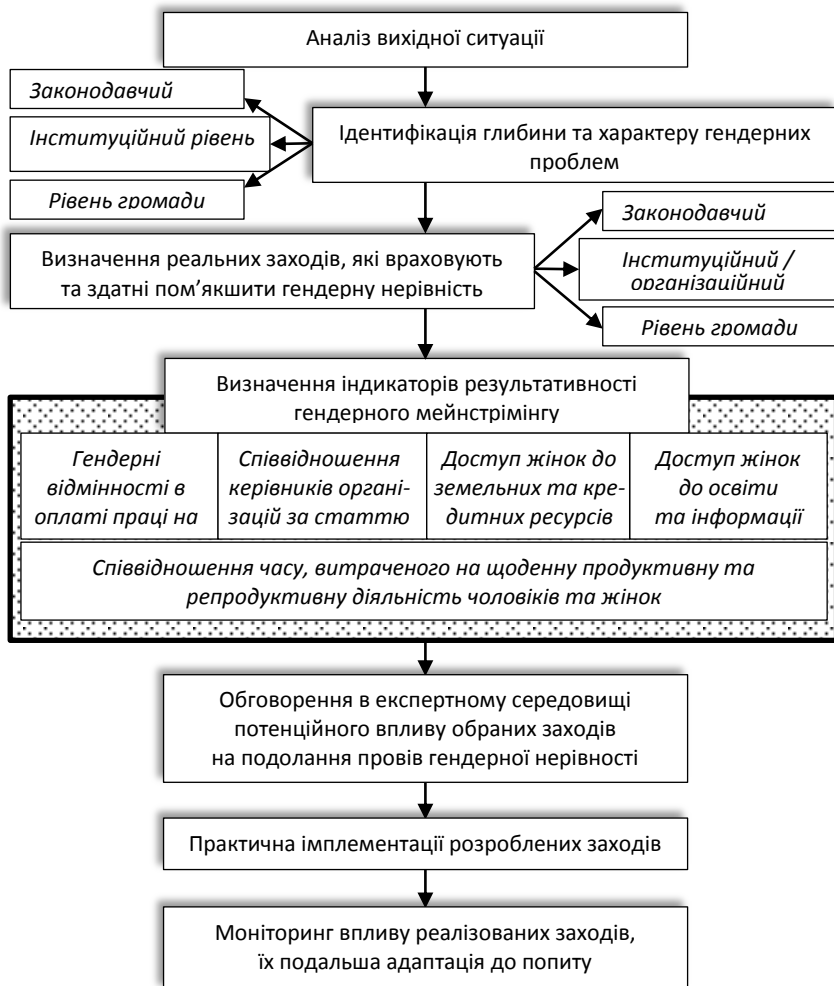 Аналіз вихідної ситуації
Законодавчий
Інституційний рівень
Рівень громади
Ідентифікація глибини та характеру гендерних
проблем
Визначення реальних заходів, які враховують
та здатні пом’якшити гендерну нерівність
Законодавчий
Інституційний /
організаційний
Рівень громади
Визначення індикаторів результативності
гендерного мейнстрімінгу
Гендерні
відмінності в
оплаті праці на
Співвідношення
керівників органі-
зацій за статтю
Доступ жінок до
земельних та кре-
дитних ресурсів
Доступ жінок
до освіти
та інформації
Співвідношення часу, витраченого на щоденну продуктивну та
репродуктивну діяльність чоловіків та жінок
Обговорення в експертному середовищі
потенційного впливу обраних заходів
на подолання провів гендерної нерівності
Практична імплементації розроблених заходів
Моніторинг впливу реалізованих заходів,
їх подальша адаптація до попиту